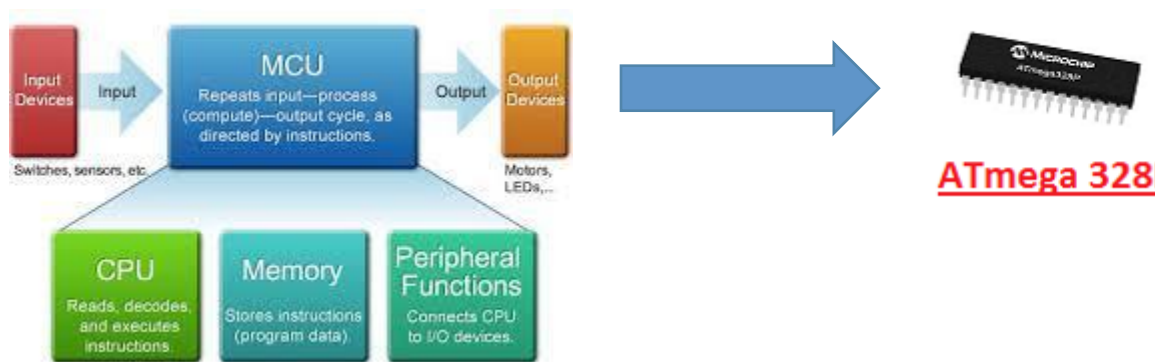 Input
Devices
Input
MCU
Repeats input—process
(compute)—output cycle, as
directed by instructions.
Output
Output
Devices
Switches, sensors, etc.
Motors,
LEDs,...
CPU
Reads, decodes,
and executes
instructions.
Memory
Stores instructions
(program data)
Peripheral
Functions
Connects CPU
to I/O devices.
MICROCHIP
ATmega328P
ATmega 328